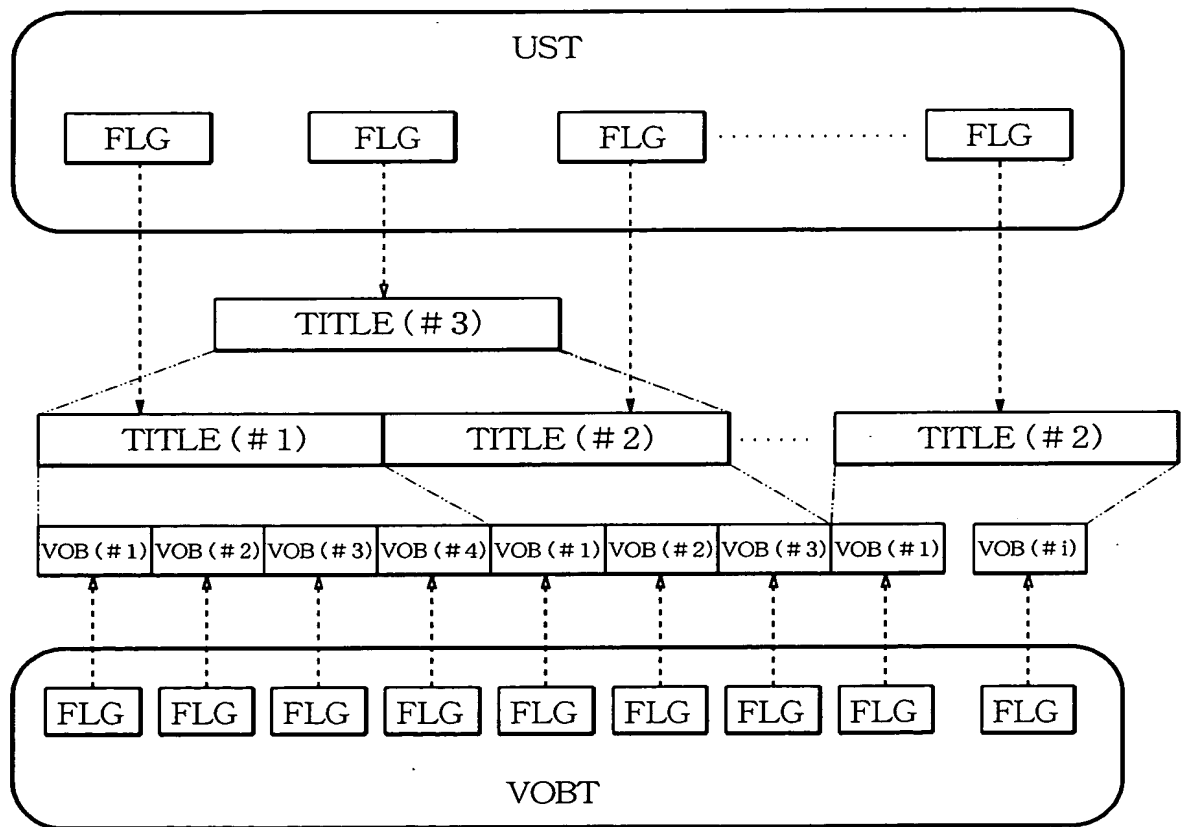 UST
FLG FLG FLG FLG
TITLE (#3)
TITLE (#1) TITLE (#2) TITLE (#2)
VOB (#1) VOB (#2) VOB (#3) VOB (#4) VOB (#1) VOB (#2) VOB (#3) VOB (#1) VOB (#i)
FLG FLG FLG FLG FLG FLG FLG FLG FLG
VOBT